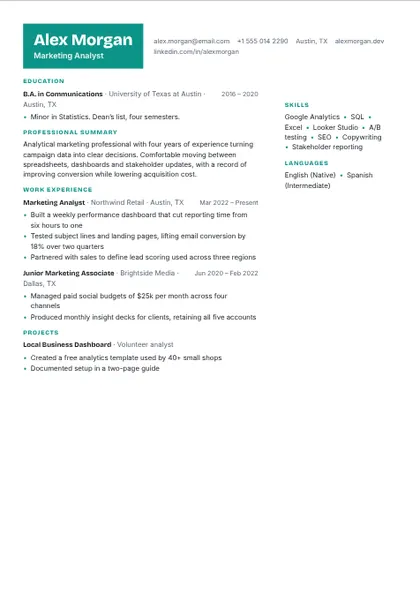 Alex Morgan
Marketing Analyst
alex.morgan@email.com +1 555 014 2290 Austin, TX alexmorgan.dev
linkedin.com/in/alexmorgan
EDUCATION
B.A. in Communications · University of Texas at Austin · 2016 – 2020
Austin, TX
• Minor in Statistics. Dean's list, four semesters.
PROFESSIONAL SUMMARY
Analytical marketing professional with four years of experience turning
campaign data into clear decisions. Comfortable moving between
spreadsheets, dashboards and stakeholder updates, with a record of
improving conversion while lowering acquisition cost.
WORK EXPERIENCE
Marketing Analyst · Northwind Retail · Austin, TX Mar 2022 – Present
• Built a weekly performance dashboard that cut reporting time from
six hours to one
• Tested subject lines and landing pages, lifting email conversion by
18% over two quarters
• Partnered with sales to define lead scoring used across three regions
Junior Marketing Associate · Brightside Media · Jun 2020 – Feb 2022
Dallas, TX
• Managed paid social budgets of $25k per month across four
channels
• Produced monthly insight decks for clients, retaining all five accounts
PROJECTS
Local Business Dashboard · Volunteer analyst
• Created a free analytics template used by 40+ small shops
• Documented setup in a two-page guide
SKILLS
Google Analytics • SQL •
Excel • Looker Studio • A/B
testing • SEO • Copywriting
• Stakeholder reporting
LANGUAGES
English (Native) • Spanish
(Intermediate)